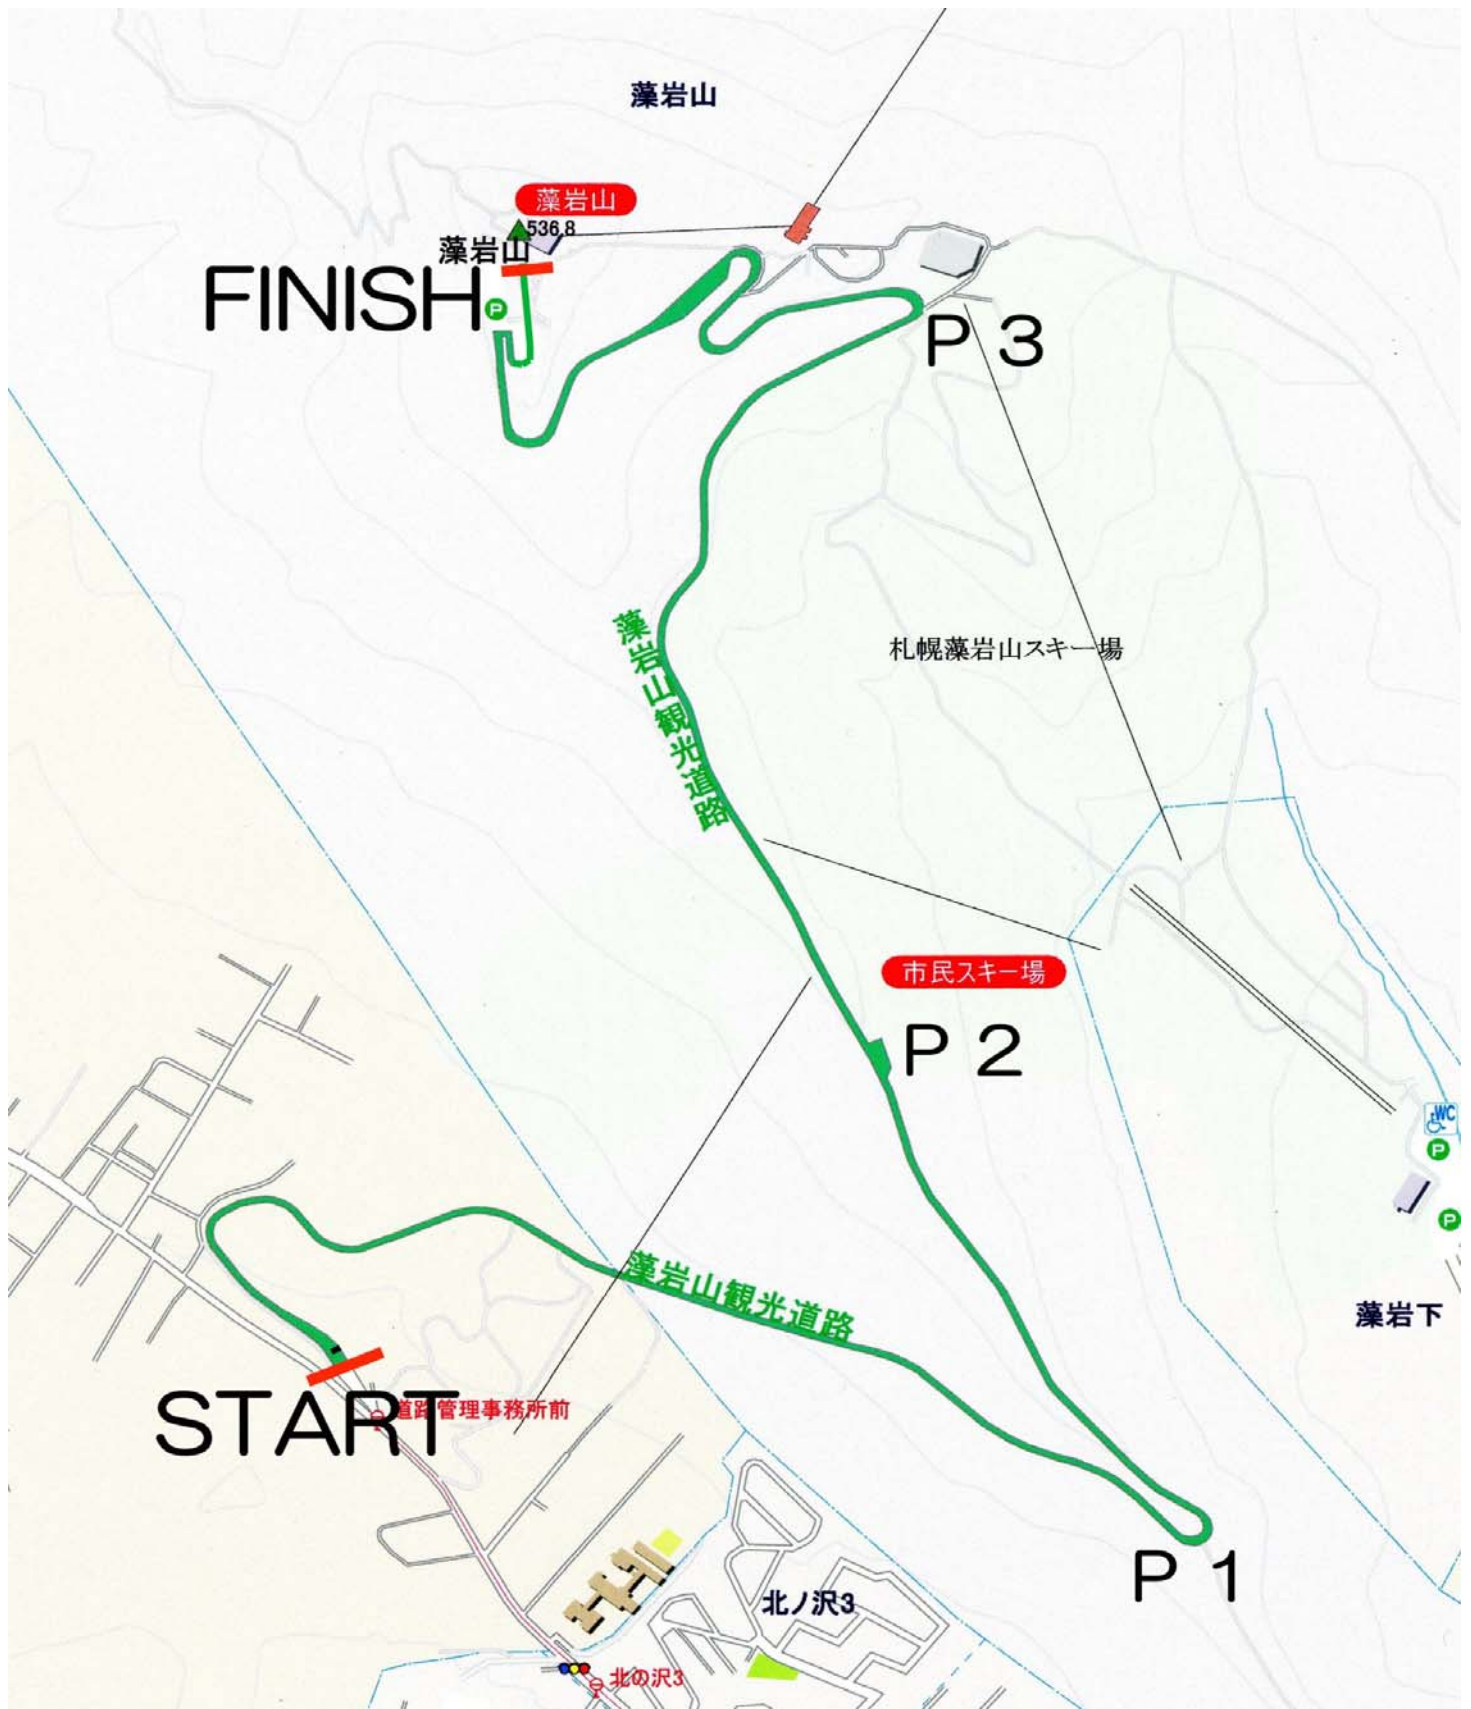 藻岩山
藻岩山
536.8
藻岩山
FINISH
P
P 3
藻岩山観光道路
札幌藻岩山スキー場
市民スキー場
P 2
WC
P
P
藻岩山観光道路
藻岩下
START
道路管理事務所前
P 1
北ノ沢3
北の沢3